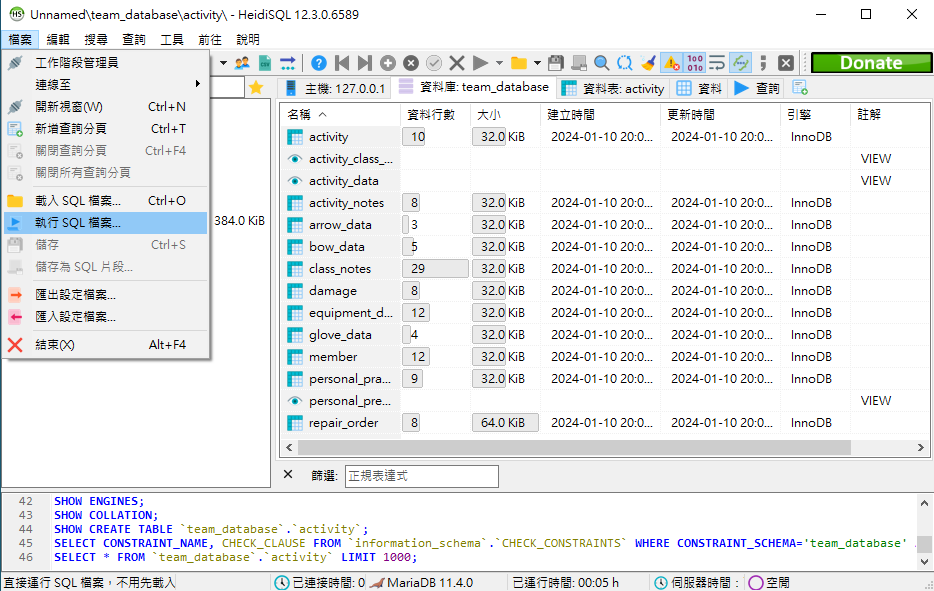 Unnamed\team_database\activity\ - HeidiSQL 12.3.0.6589
檔案 編輯 搜尋 查詢 工具 前往 說明
Donate
工作階段管理員
連線至
開新視窗(W) Ctrl+N
新增查詢分頁 Ctrl+T
關閉查詢分頁 Ctrl+F4
關閉所有查詢分頁
載入 SQL 檔案... Ctrl+O
執行 SQL 檔案...
儲存 Ctrl+S
儲存為 SQL 片段...
匯出設定檔案...
匯入設定檔案...
結束(X) Alt+F4
384.0 KiB
主機: 127.0.0.1 資料庫: team_database 資料表: activity 資料 查詢
名稱 資料行數 大小 建立時間 更新時間 引擎 註解
activity 10 32.0 KiB 2024-01-10 20:0... 2024-01-10 20:0... InnoDB
activity_class_... VIEW
activity_data VIEW
activity_notes 8 32.0 KiB 2024-01-10 20:0... 2024-01-10 20:0... InnoDB
arrow_data 3 32.0 KiB 2024-01-10 20:0... 2024-01-10 20:0... InnoDB
bow_data 5 32.0 KiB 2024-01-10 20:0... 2024-01-10 20:0... InnoDB
class_notes 29 32.0 KiB 2024-01-10 20:0... 2024-01-10 20:0... InnoDB
damage 8 32.0 KiB 2024-01-10 20:0... 2024-01-10 20:0... InnoDB
equipment_d... 12 32.0 KiB 2024-01-10 20:0... 2024-01-10 20:0... InnoDB
glove_data 4 32.0 KiB 2024-01-10 20:0... 2024-01-10 20:0... InnoDB
member 12 32.0 KiB 2024-01-10 20:0... 2024-01-10 20:0... InnoDB
personal_pra... 9 32.0 KiB 2024-01-10 20:0... 2024-01-10 20:0... InnoDB
personal_pre... VIEW
repair_order 8 64.0 KiB 2024-01-10 20:0... 2024-01-10 20:0... InnoDB
篩選: 正規表達式
42 SHOW ENGINES;
43 SHOW COLLATION;
44 SHOW CREATE TABLE `team_database`.`activity`;
45 SELECT CONSTRAINT_NAME, CHECK_CLAUSE FROM `information_schema`.`CHECK_CONSTRAINTS` WHERE CONSTRAINT_SCHEMA='team_database'
46 SELECT * FROM `team_database`.`activity` LIMIT 1000;
直接運行 SQL 檔案，不用先載入 已連接時間: 0 MariaDB 11.4.0 已運行時間: 00:05 h 伺服器時間: 空閒